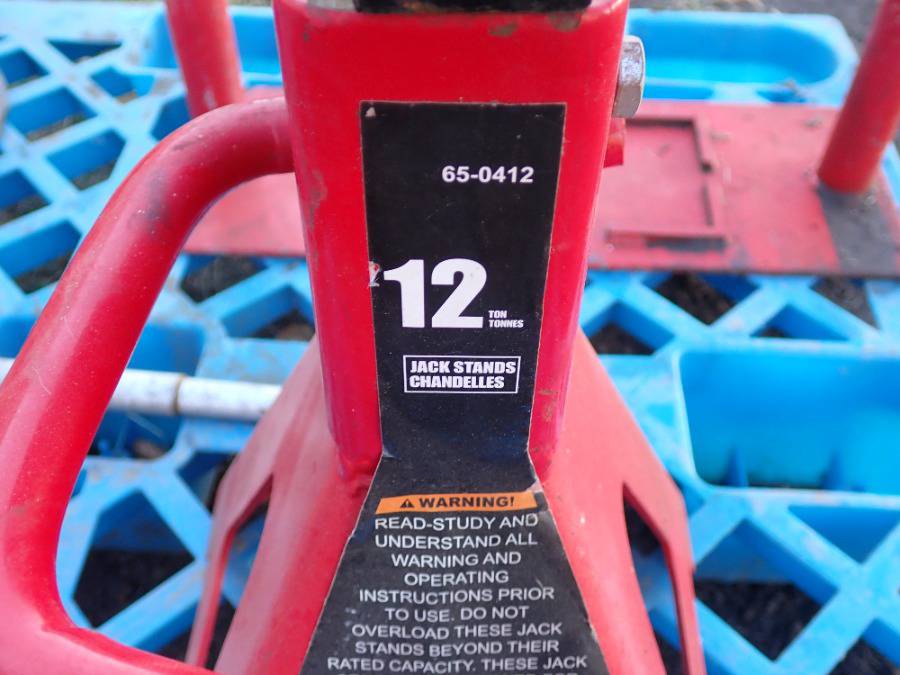 65-0412
12 TON
TONNES
JACK STANDS
CHANDELLES
WARNING!
READ-STUDY AND
UNDERSTAND ALL
WARNING AND
OPERATING
INSTRUCTIONS PRIOR
TO USE. DO NOT
OVERLOAD THESE JACK
STANDS BEYOND THEIR
RATED CAPACITY. THESE JACK